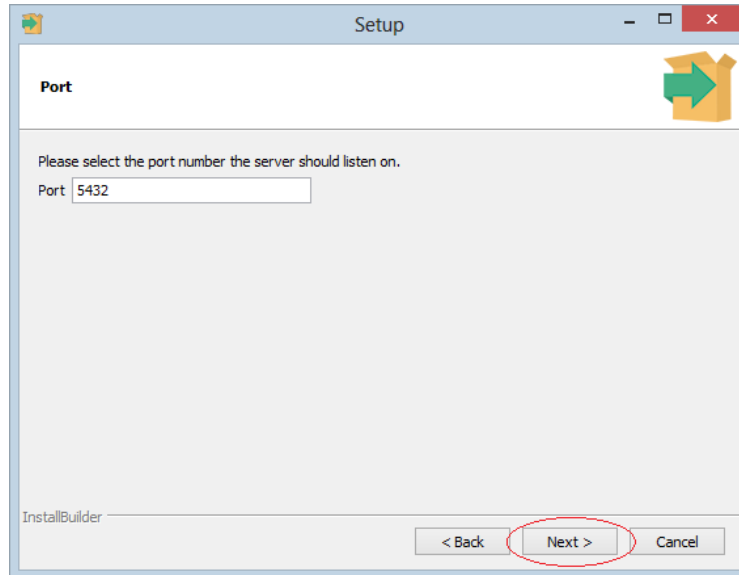 Setup
Port
Please select the port number the server should listen on.
Port 5432
InstallBuilder
< Back Next > Cancel